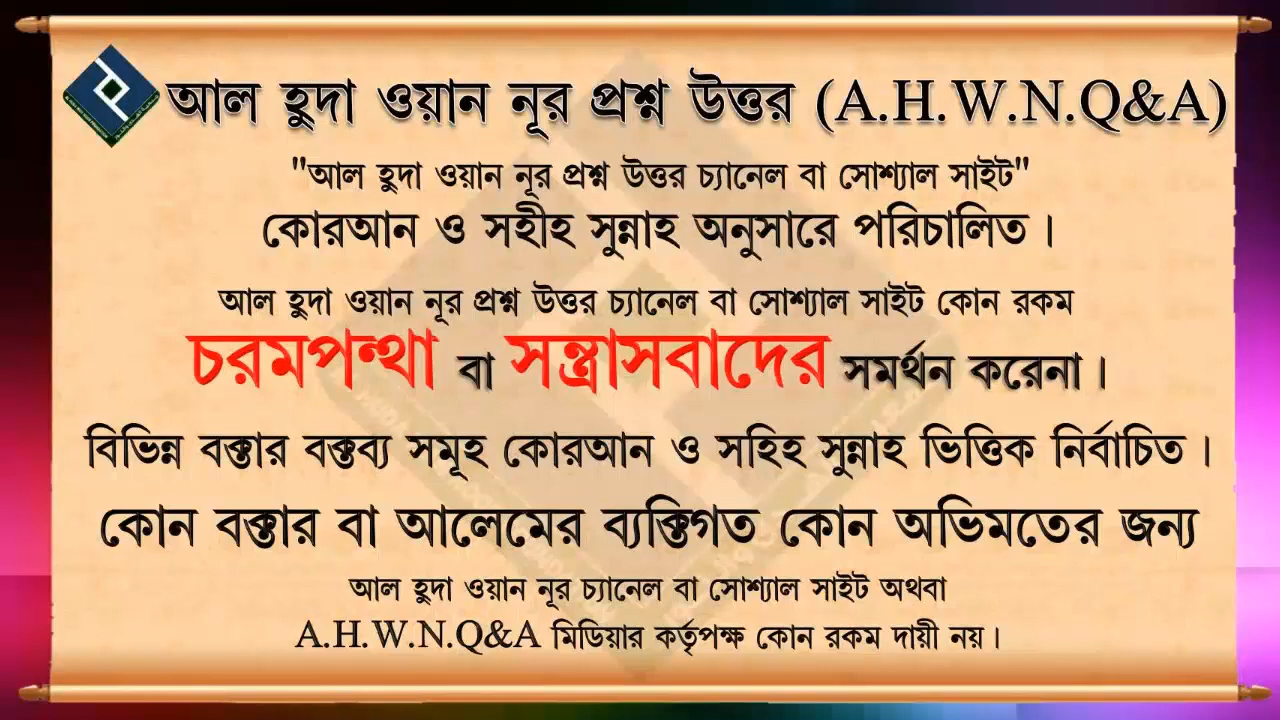 আল হুদা ওয়ান নূর প্রশ্ন উত্তর (A.H.W.N.Q&A)
"আল হুদা ওয়ান নূর প্রশ্ন উত্তর চ্যানেল বা সোশ্যাল সাইট"
কোরআন ও সহীহ সুন্নাহ অনুসারে পরিচালিত।
আল হুদা ওয়ান নূর প্রশ্ন উত্তর চ্যানেল বা সোশ্যাল সাইট কোন রকম
চরমপন্থা বা সন্ত্রাসবাদের সমর্থন করেনা।
বিভিন্ন বক্তার বক্তব্য সমূহ কোরআন ও সহিহ সুন্নাহ ভিত্তিক নির্বাচিত।
কোন বক্তার বা আলেমের ব্যক্তিগত কোন অভিমতের জন্য
আল হুদা ওয়ান নূর চ্যানেল বা সোশ্যাল সাইট অথবা
A.H.W.N.Q&A মিডিয়ার কর্তৃপক্ষ কোন রকম দায়ী নয়।